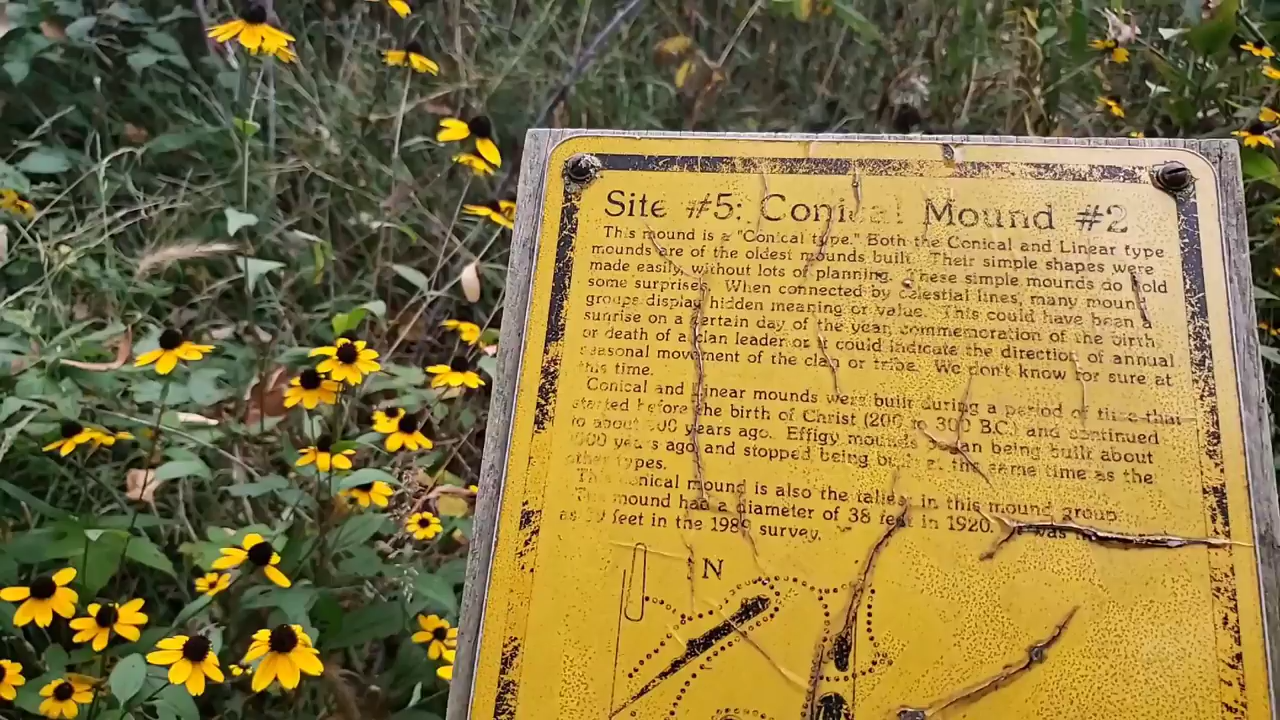 Site #5: Conical Mound #2
This mound is a "Conical type." Both the Conical and Linear type
mounds are of the oldest mounds built. Their simple shapes were
made easily, without lots of planning. These simple mounds do hold
some surprises. When connected by celestial lines, many mound
groups display hidden meaning or value. This could have been a
sunrise on a certain day of the year, commemoration of the birth
or death of a clan leader or it could indicate the direction of annual
seasonal movement of the clan or tribe. We don't know for sure at
this time.
Conical and Linear mounds were built during a period of time that
started before the birth of Christ (200 to 300 BC) and continued
to about years ago. Effigy mounds began being built about
years ago and stopped being built at the same time as the
other types.
This conical mound is also the tallest in this mound group.
The mound had a diameter of 38 feet in 1920. It was
feet in the 1989 survey.
N